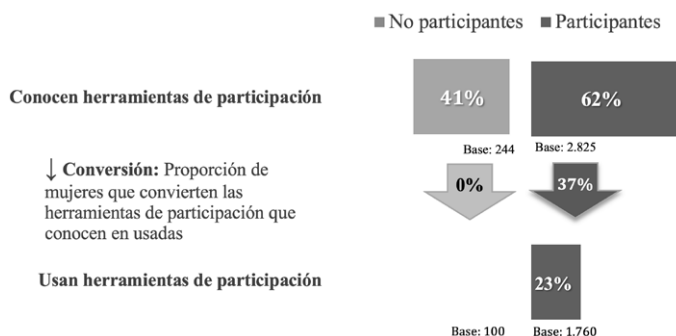 No participantes Participantes
Conocen herramientas de participación 41% 62%
Base: 244 Base: 2.825
↓ Conversión: Proporción de
mujeres que convierten las
herramientas de participación que
conocen en usadas
0% 37%
Usan herramientas de participación 23%
Base: 100 Base: 1.760